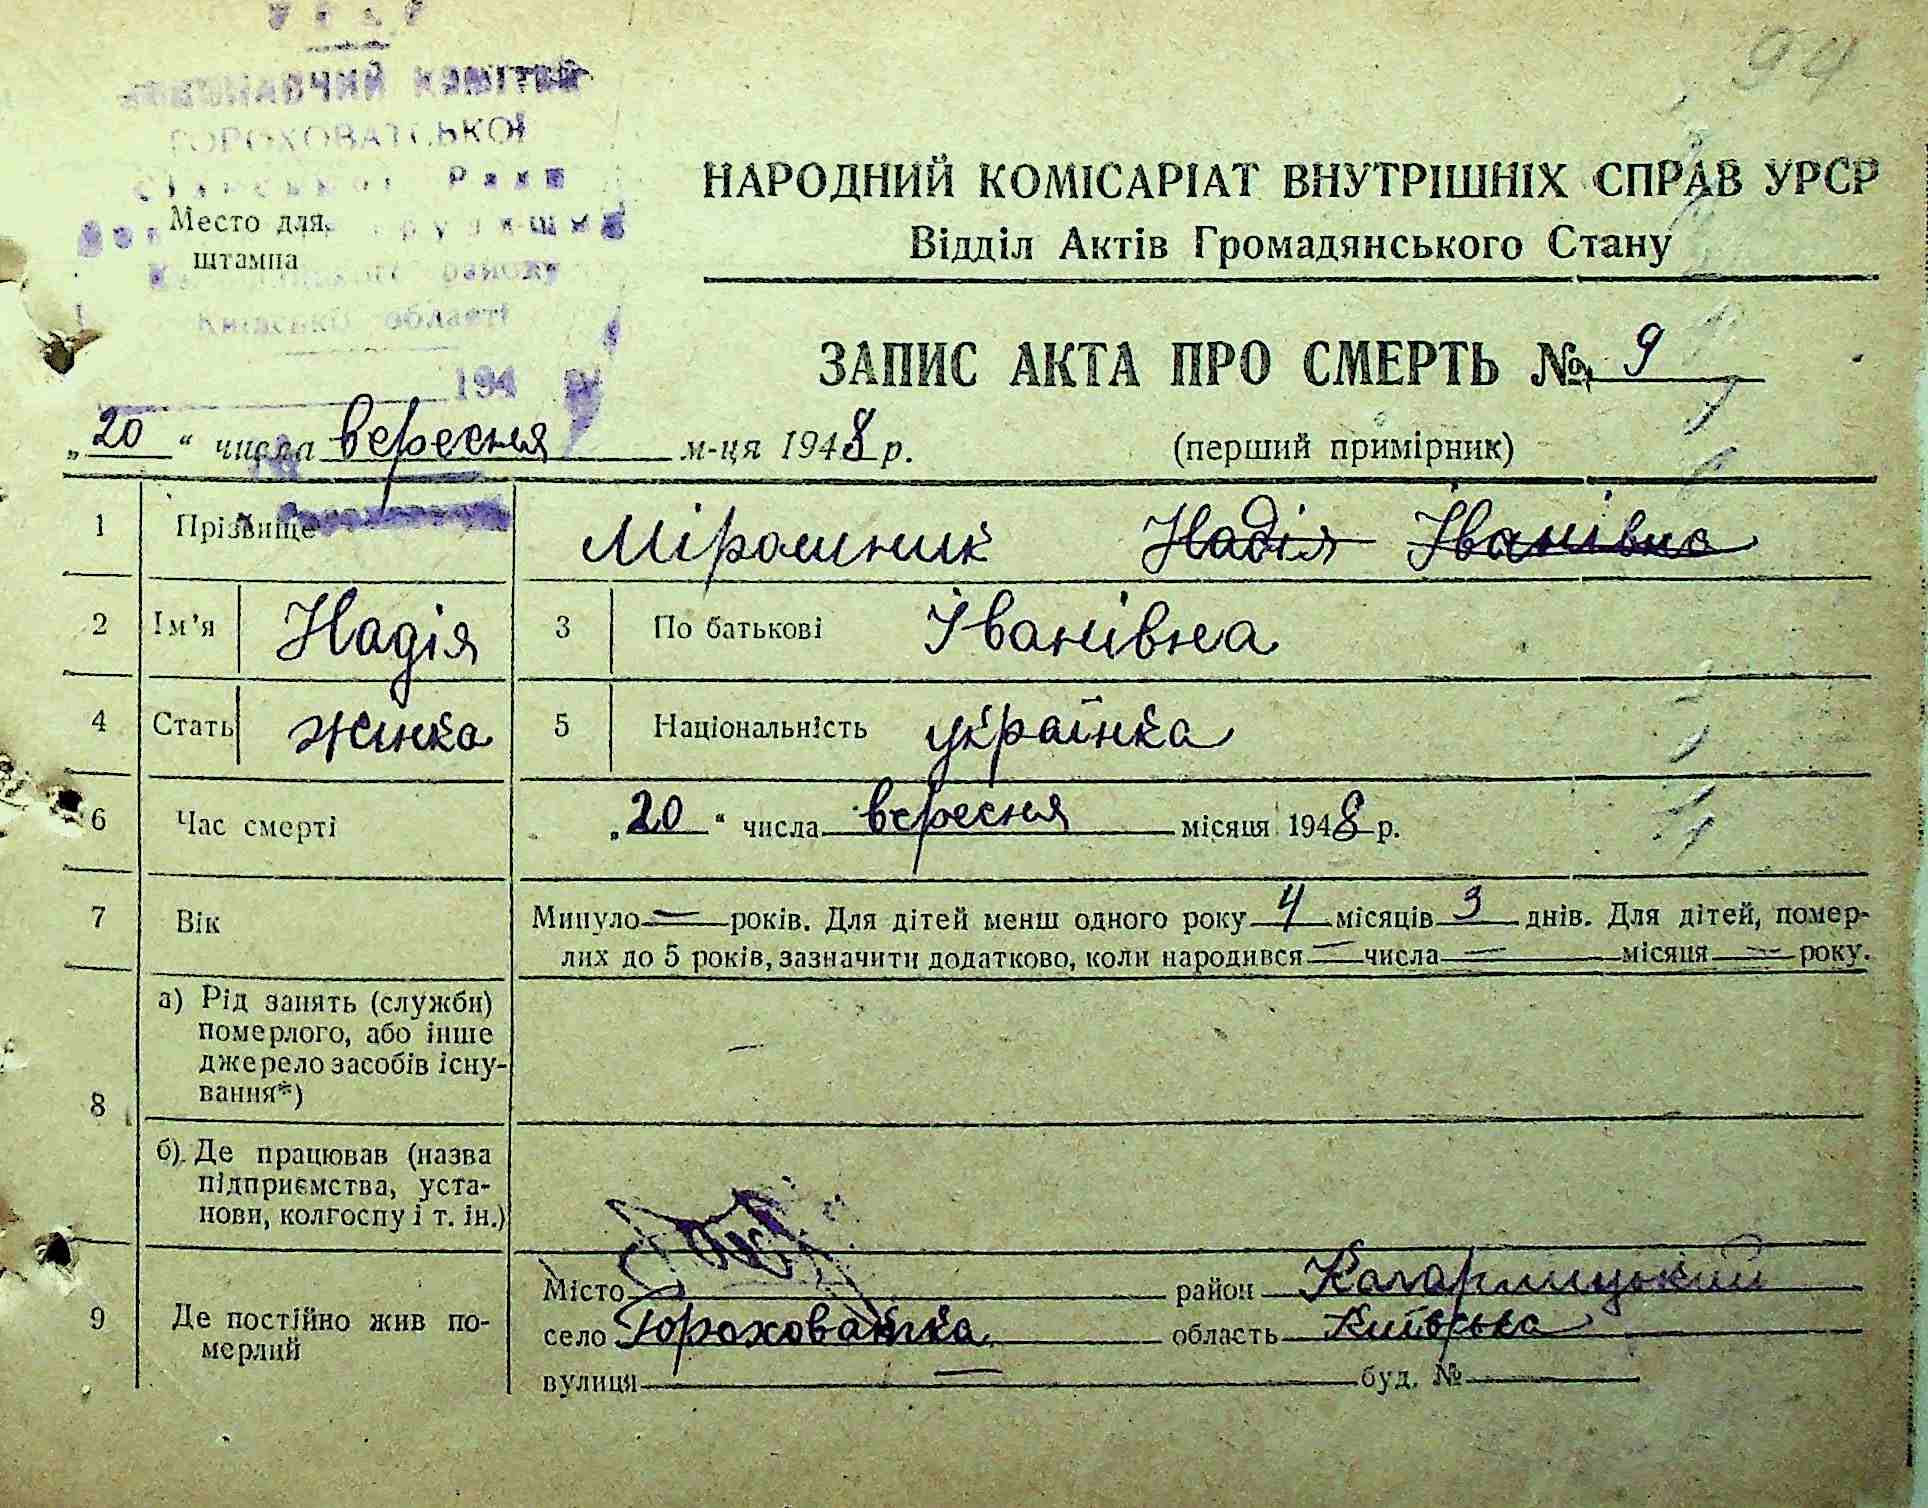 94
ГОРОХОВАТСЬКОЇ
Місто для
штампа
Київської області
194
НАРОДНИЙ КОМІСАРІАТ ВНУТРІШНІХ СПРАВ УРСР
Відділ Актів Громадянського Стану
ЗАПИС АКТА ПРО СМЕРТЬ № 9
„20“ числа вересня м-ця 1948 р.
(перший примірник)
1 Прізвище Мірошник Надія Іванівна
2 Ім’я Надія 3 По батькові Іванівна
4 Стать жінка 5 Національність українка
6 Час смерті „20“ числа вересня місяця 1948 р.
7 Вік Минуло — років. Для дітей менш одного року 4 місяців 3 днів. Для дітей, помер-
лих до 5 років, зазначити додатково, коли народився — числа — місяця — року.
8 а) Рід занять (служби)
померлого, або інше
джерело засобів існу-
вання*) —
б) Де працював (назва
підприємства, уста-
нови, колгоспу і т. ін.)
9 Де постійно жив по-
мерлий
Місто район Кагарлицький
село Гороховатка область Київська
вулиця — буд. №